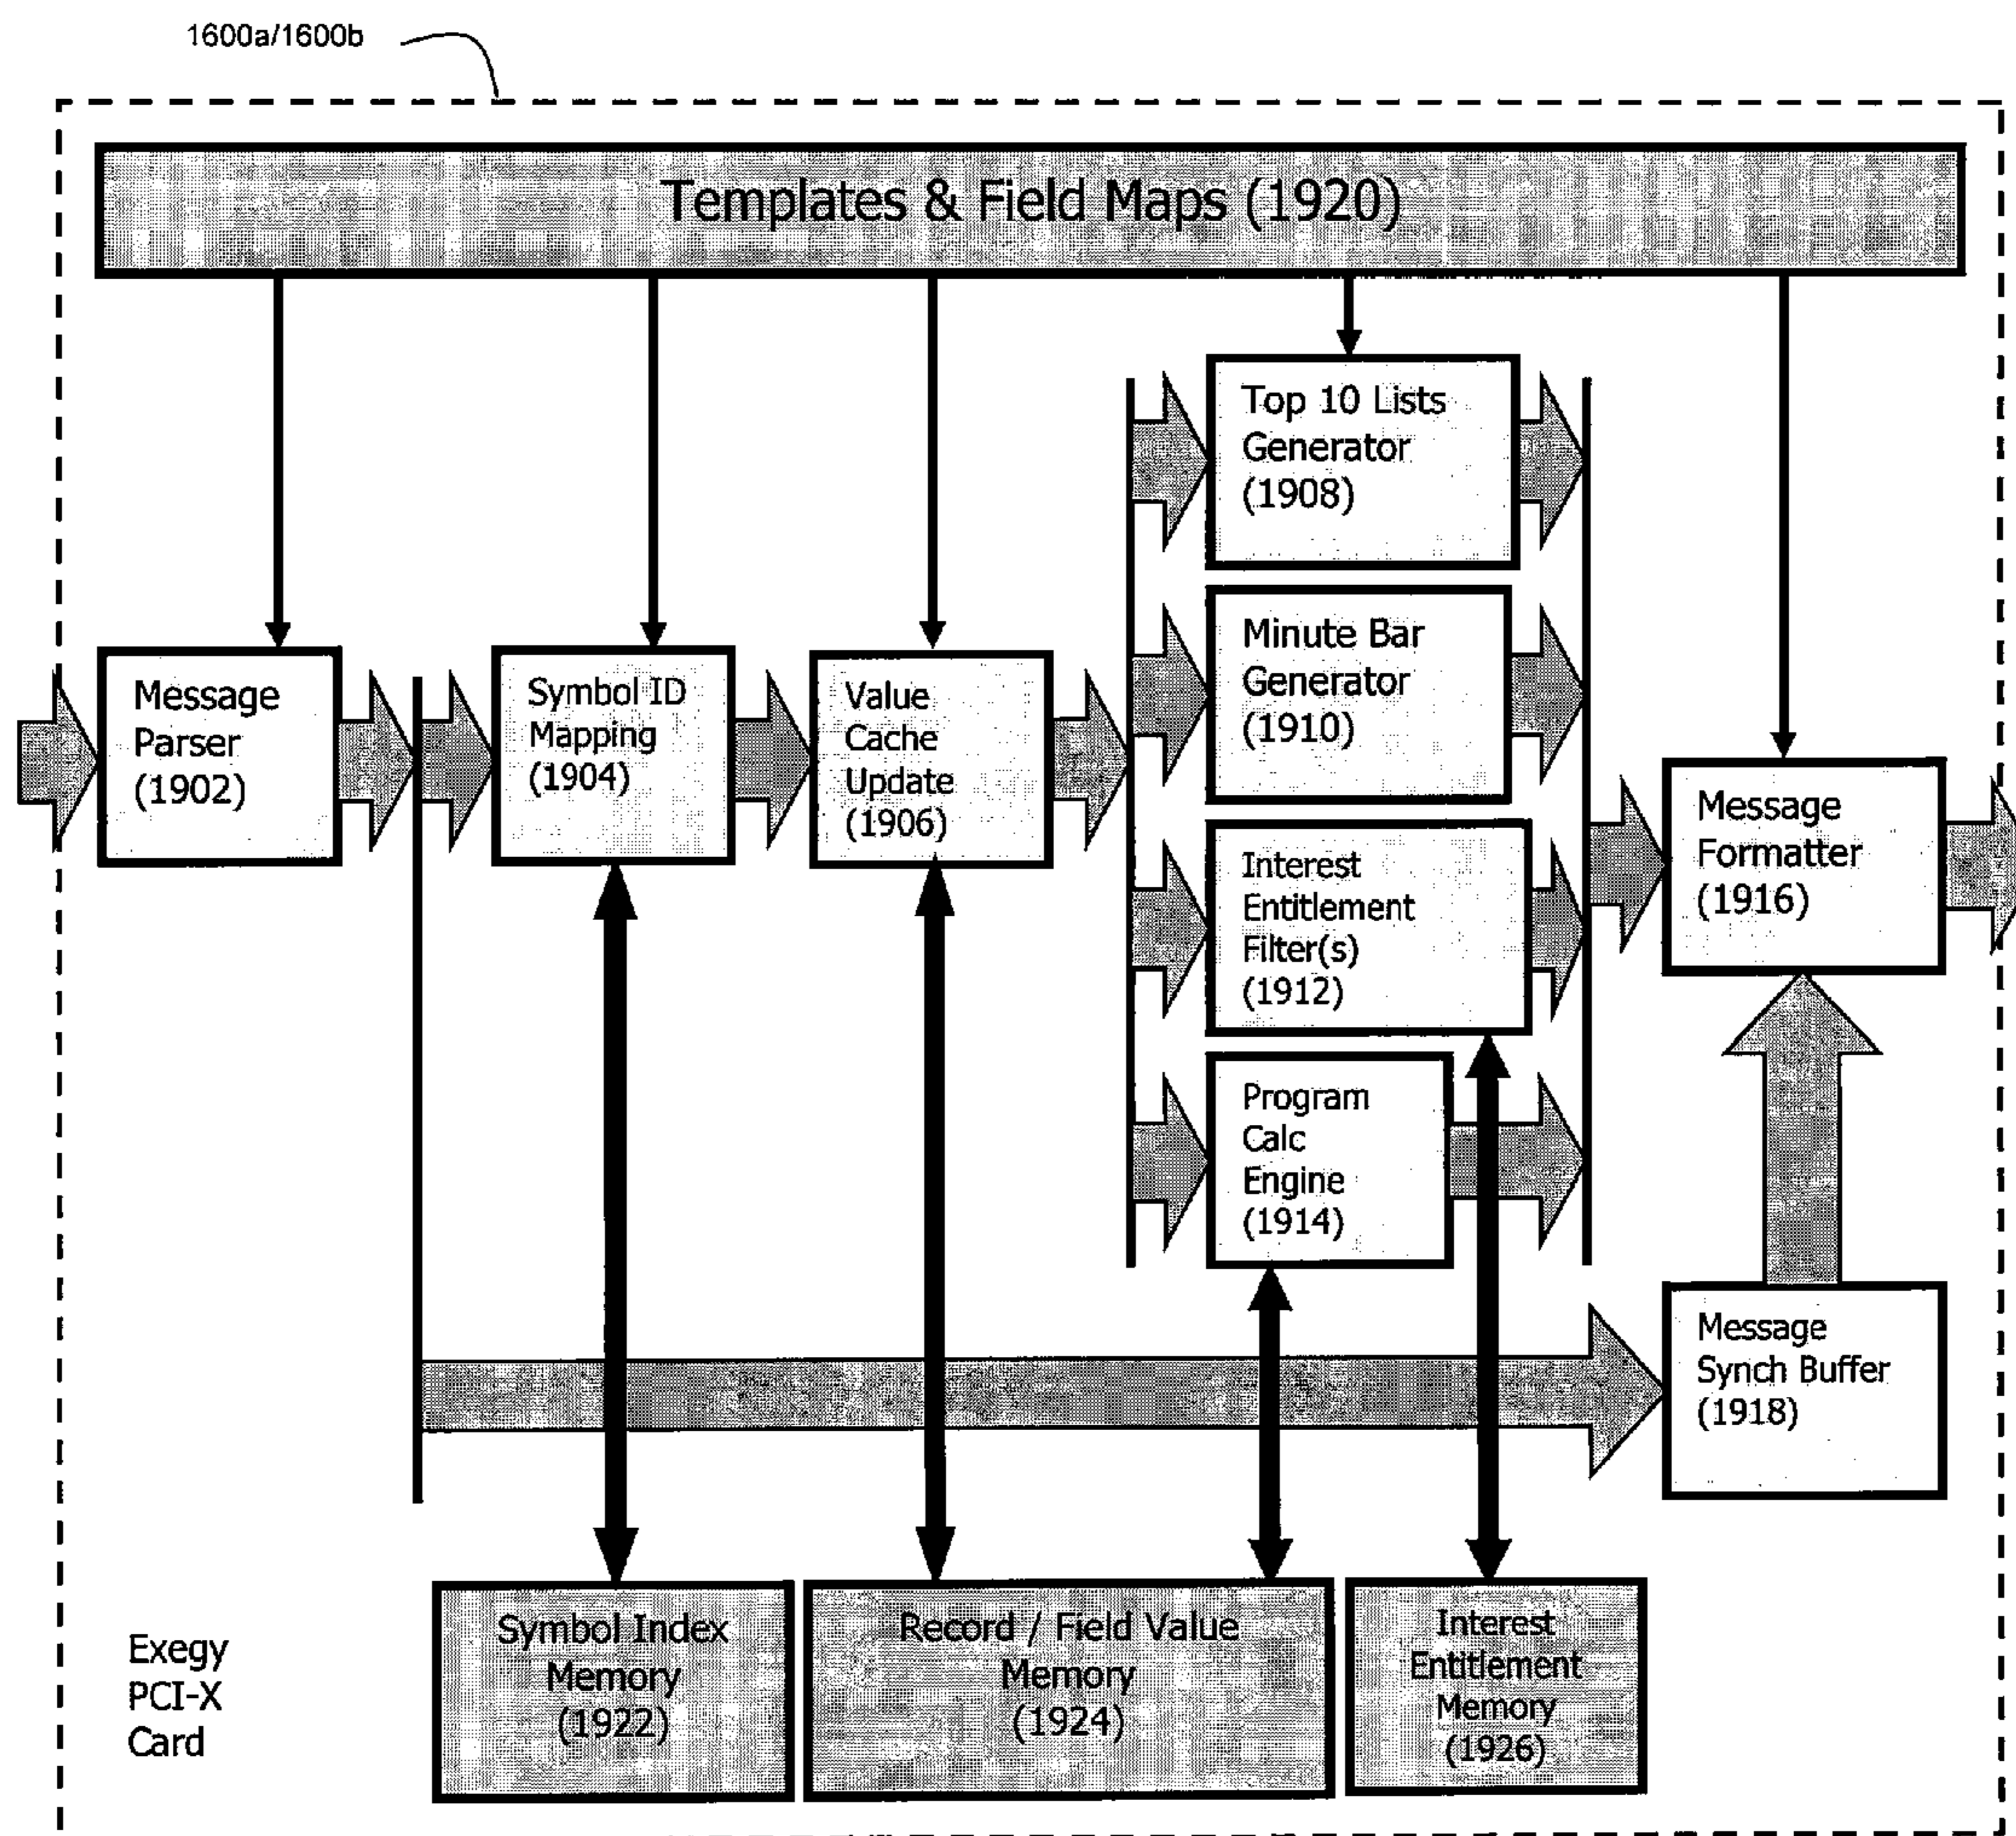 1600a/1600b
Templates & Field Maps (1920)
Message
Parser
(1902)
Symbol ID
Mapping
(1904)
Value
Cache
Update
(1906)
Top 10 Lists
Generator
(1908)
Minute Bar
Generator
(1910)
Interest
Entitlement
Filter(s)
(1912)
Program
Calc
Engine
(1914)
Message
Formatter
(1916)
Message
Synch Buffer
(1918)
Symbol Index
Memory
(1922)
Record / Field Value
Memory
(1924)
Interest
Entitlement
Memory
(1926)
Exegy
PCI-X
Card